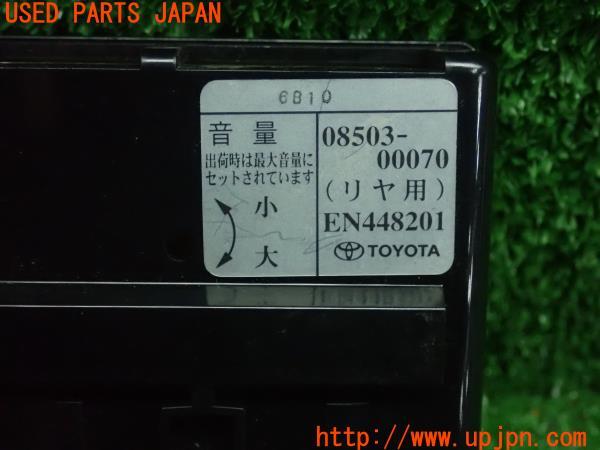 USED PARTS JAPAN
6B10
音量
出荷時は最大音量に
セットされています
小
大
08503-
00070
(リヤ用)
EN448201
TOYOTA
http://www.upjpn.com/